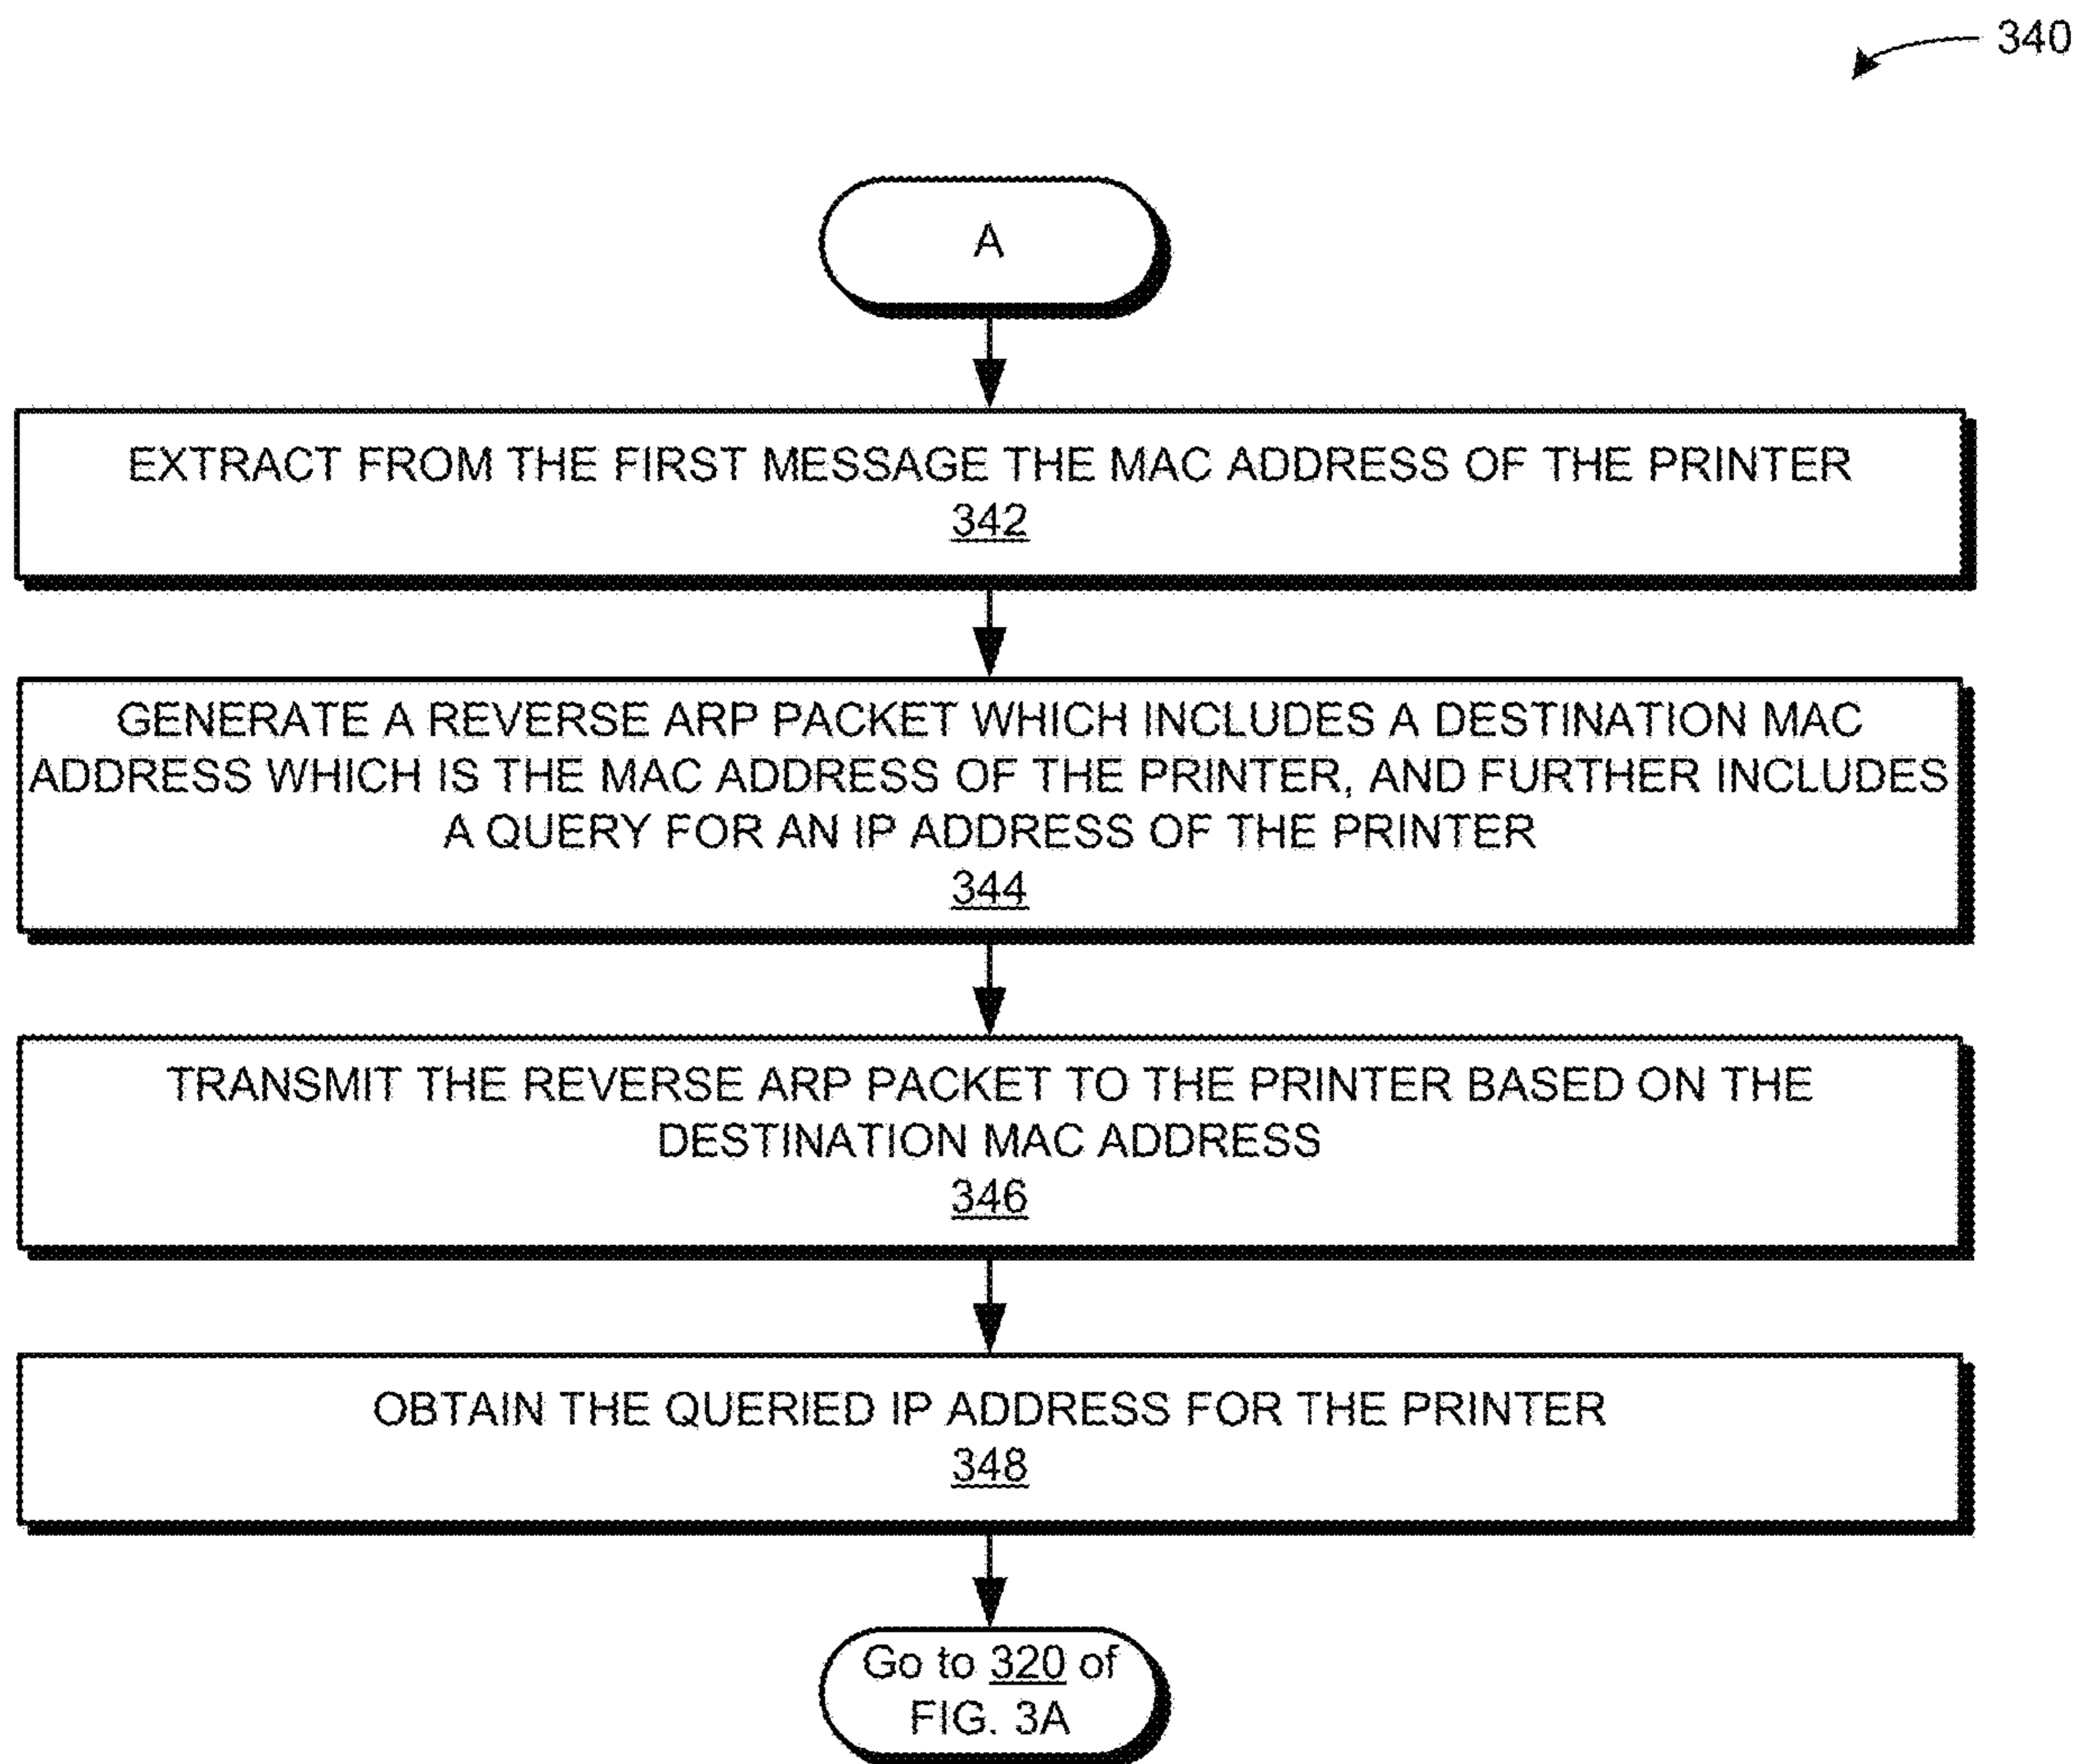 340
A
EXTRACT FROM THE FIRST MESSAGE THE MAC ADDRESS OF THE PRINTER
342
GENERATE A REVERSE ARP PACKET WHICH INCLUDES A DESTINATION MAC
ADDRESS WHICH IS THE MAC ADDRESS OF THE PRINTER, AND FURTHER INCLUDES
A QUERY FOR AN IP ADDRESS OF THE PRINTER
344
TRANSMIT THE REVERSE ARP PACKET TO THE PRINTER BASED ON THE
DESTINATION MAC ADDRESS
346
OBTAIN THE QUERIED IP ADDRESS FOR THE PRINTER
348
Go to 320 of
FIG. 3A